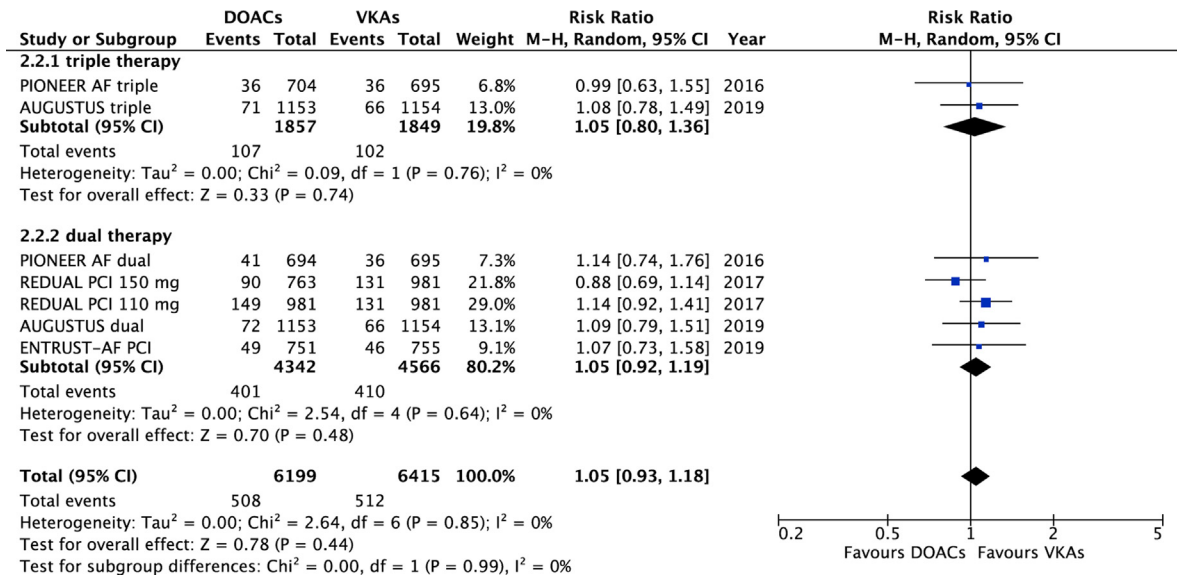 DOACs VKAs Risk Ratio Risk Ratio
Study or Subgroup Events Total Events Total Weight M-H, Random, 95% CI Year M-H, Random, 95% CI
2.2.1 triple therapy
PIONEER AF triple 36 704 36 695 6.8% 0.99 [0.63, 1.55] 2016
AUGUSTUS triple 71 1153 66 1154 13.0% 1.08 [0.78, 1.49] 2019
Subtotal (95% CI) 1857 1849 19.8% 1.05 [0.80, 1.36]
Total events 107 102
Heterogeneity: Tau² = 0.00; Chi² = 0.09, df = 1 (P = 0.76); I² = 0%
Test for overall effect: Z = 0.33 (P = 0.74)
2.2.2 dual therapy
PIONEER AF dual 41 694 36 695 7.3% 1.14 [0.74, 1.76] 2016
REDUAL PCI 150 mg 90 763 131 981 21.8% 0.88 [0.69, 1.14] 2017
REDUAL PCI 110 mg 149 981 131 981 29.0% 1.14 [0.92, 1.41] 2017
AUGUSTUS dual 72 1153 66 1154 13.1% 1.09 [0.79, 1.51] 2019
ENTRUST-AF PCI 49 751 46 755 9.1% 1.07 [0.73, 1.58] 2019
Subtotal (95% CI) 4342 4566 80.2% 1.05 [0.92, 1.19]
Total events 401 410
Heterogeneity: Tau² = 0.00; Chi² = 2.54, df = 4 (P = 0.64); I² = 0%
Test for overall effect: Z = 0.70 (P = 0.48)
Total (95% CI) 6199 6415 100.0% 1.05 [0.93, 1.18]
Total events 508 512
Heterogeneity: Tau² = 0.00; Chi² = 2.64, df = 6 (P = 0.85); I² = 0%
Test for overall effect: Z = 0.78 (P = 0.44)
Test for subgroup differences: Chi² = 0.00, df = 1 (P = 0.99), I² = 0%
0.2 0.5 1 2 5
Favours DOACs Favours VKAs